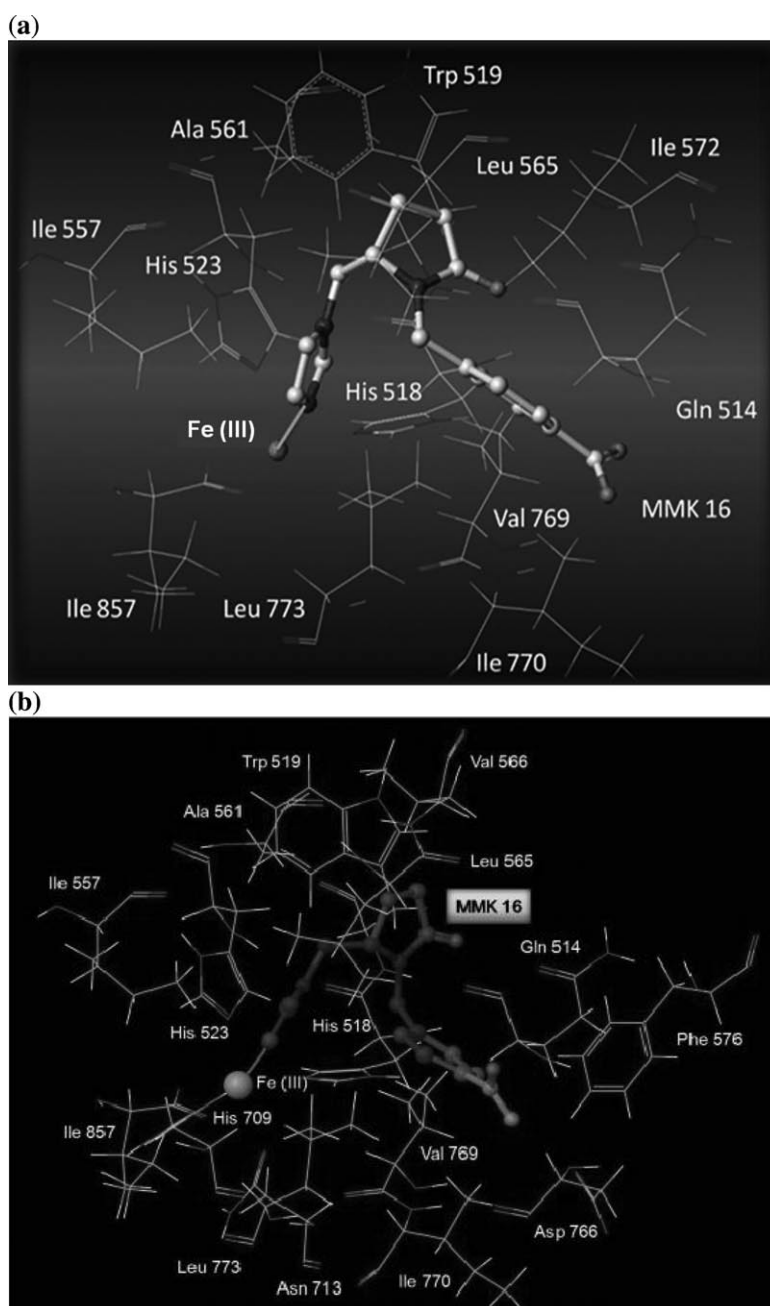 (a)
Trp 519
Ala 561
Leu 565
Ile 572
Ile 557
His 523
His 518
Gln 514
Fe (III)
Val 769
MMK 16
Ile 857
Leu 773
Ile 770
(b)
Trp 519
Val 566
Ala 561
Leu 565
Ile 557
MMK 16
Gln 514
His 523
His 518
Phe 576
Fe (III)
His 709
Ile 857
Val 769
Asp 766
Leu 773
Asn 713
Ile 770